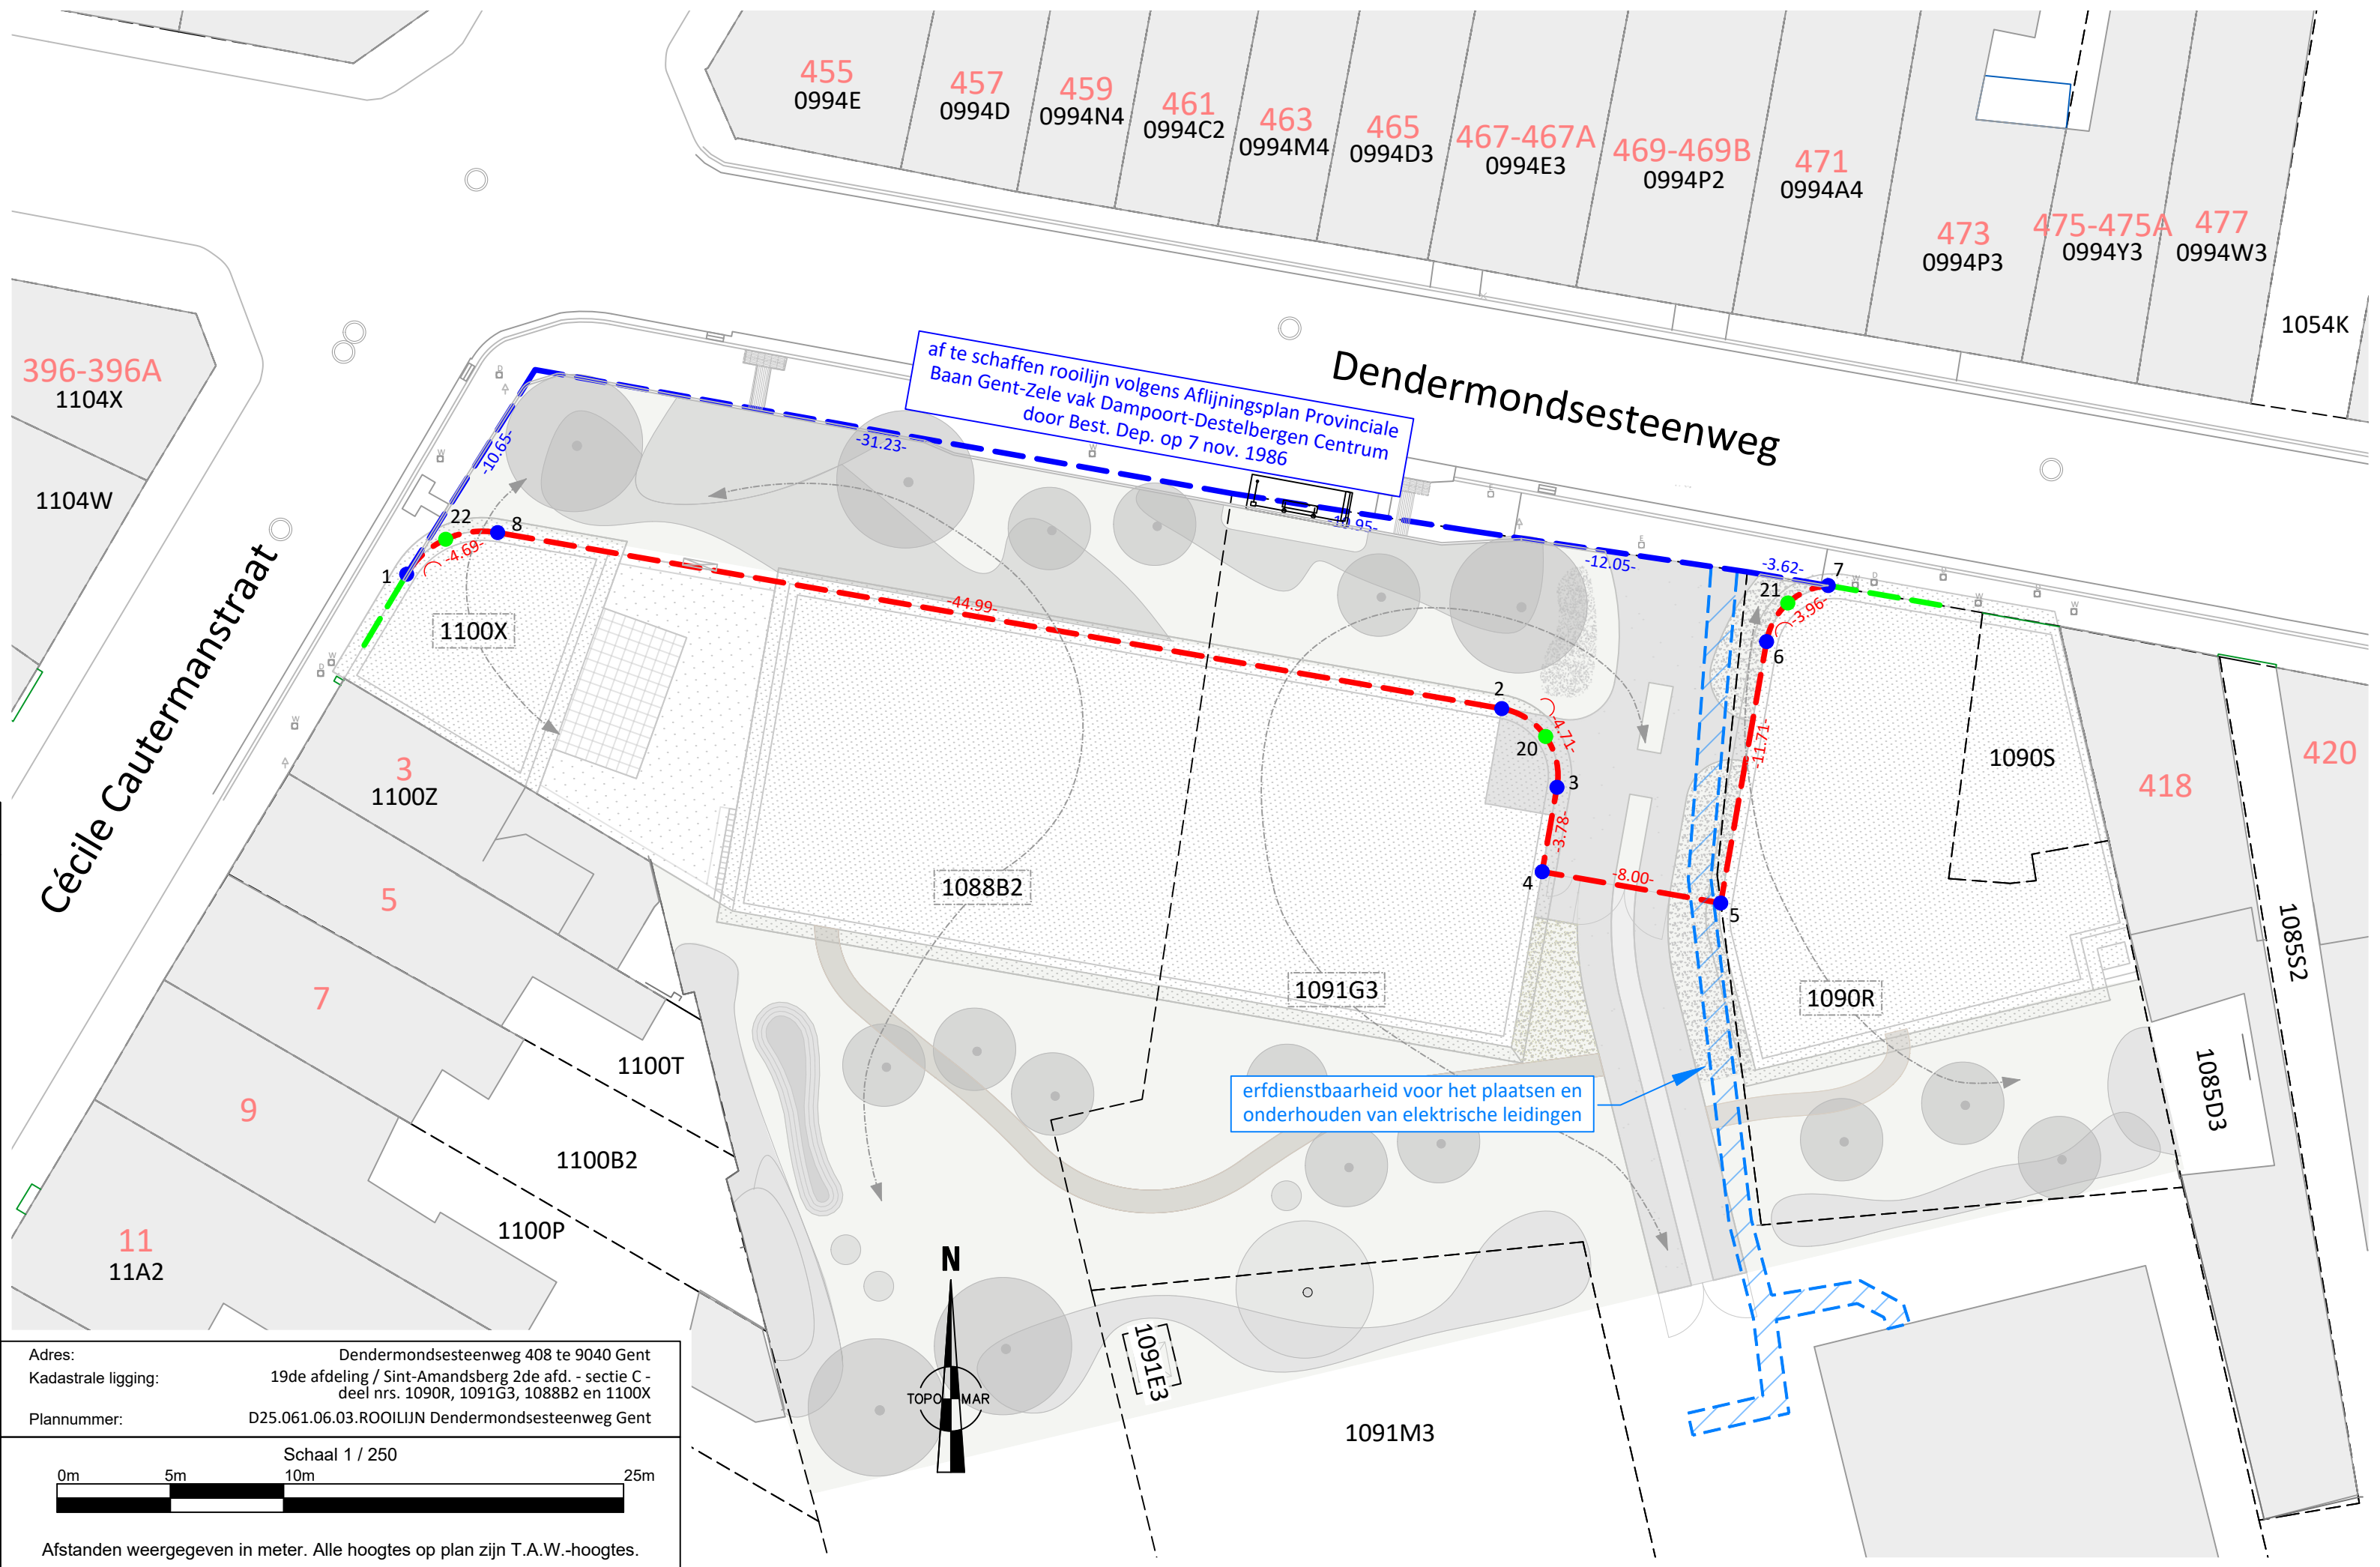 455
0994E
457
0994D
459
0994N4
461
0994C2
463
0994M4
465
0994D3
467-467A
0994E3
469-469B
0994P2
471
0994A4
473
0994P3
475-475A
0994Y3
477
0994W3
1054K
396-396A
1104X
1104W
Cécile Cautermanstraat
Dendermondsesteenweg
af te schaffen rooilijn volgens Aflijningsplan Provinciale
Baan Gent-Zele vak Dampoort-Destelbergen Centrum
door Best. Dep. op 7 nov. 1986
-10.65-
-31.23-
-12.05-
-3.62-
22
8
1
-4.69-
-44.99-
7
21
-3.96-
6
2
-4.71-
20
3
-3.78-
4
-8.00-
5
-11.71-
1100X
1088B2
1091G3
1090R
1090S
418
420
1085S2
1085D3
3
1100Z
5
7
9
11
11A2
1100T
1100B2
1100P
erfdienstbaarheid voor het plaatsen en
onderhouden van elektrische leidingen
1091E3
1091M3
N
TOPO MAR
Adres: Dendermondsesteenweg 408 te 9040 Gent
Kadastrale ligging: 19de afdeling / Sint-Amandsberg 2de afd. - sectie C -
deel nrs. 1090R, 1091G3, 1088B2 en 1100X
Plannummer: D25.061.06.03.ROOILIJN Dendermondsesteenweg Gent
Schaal 1 / 250
0m 5m 10m 25m
Afstanden weergegeven in meter. Alle hoogtes op plan zijn T.A.W.-hoogtes.